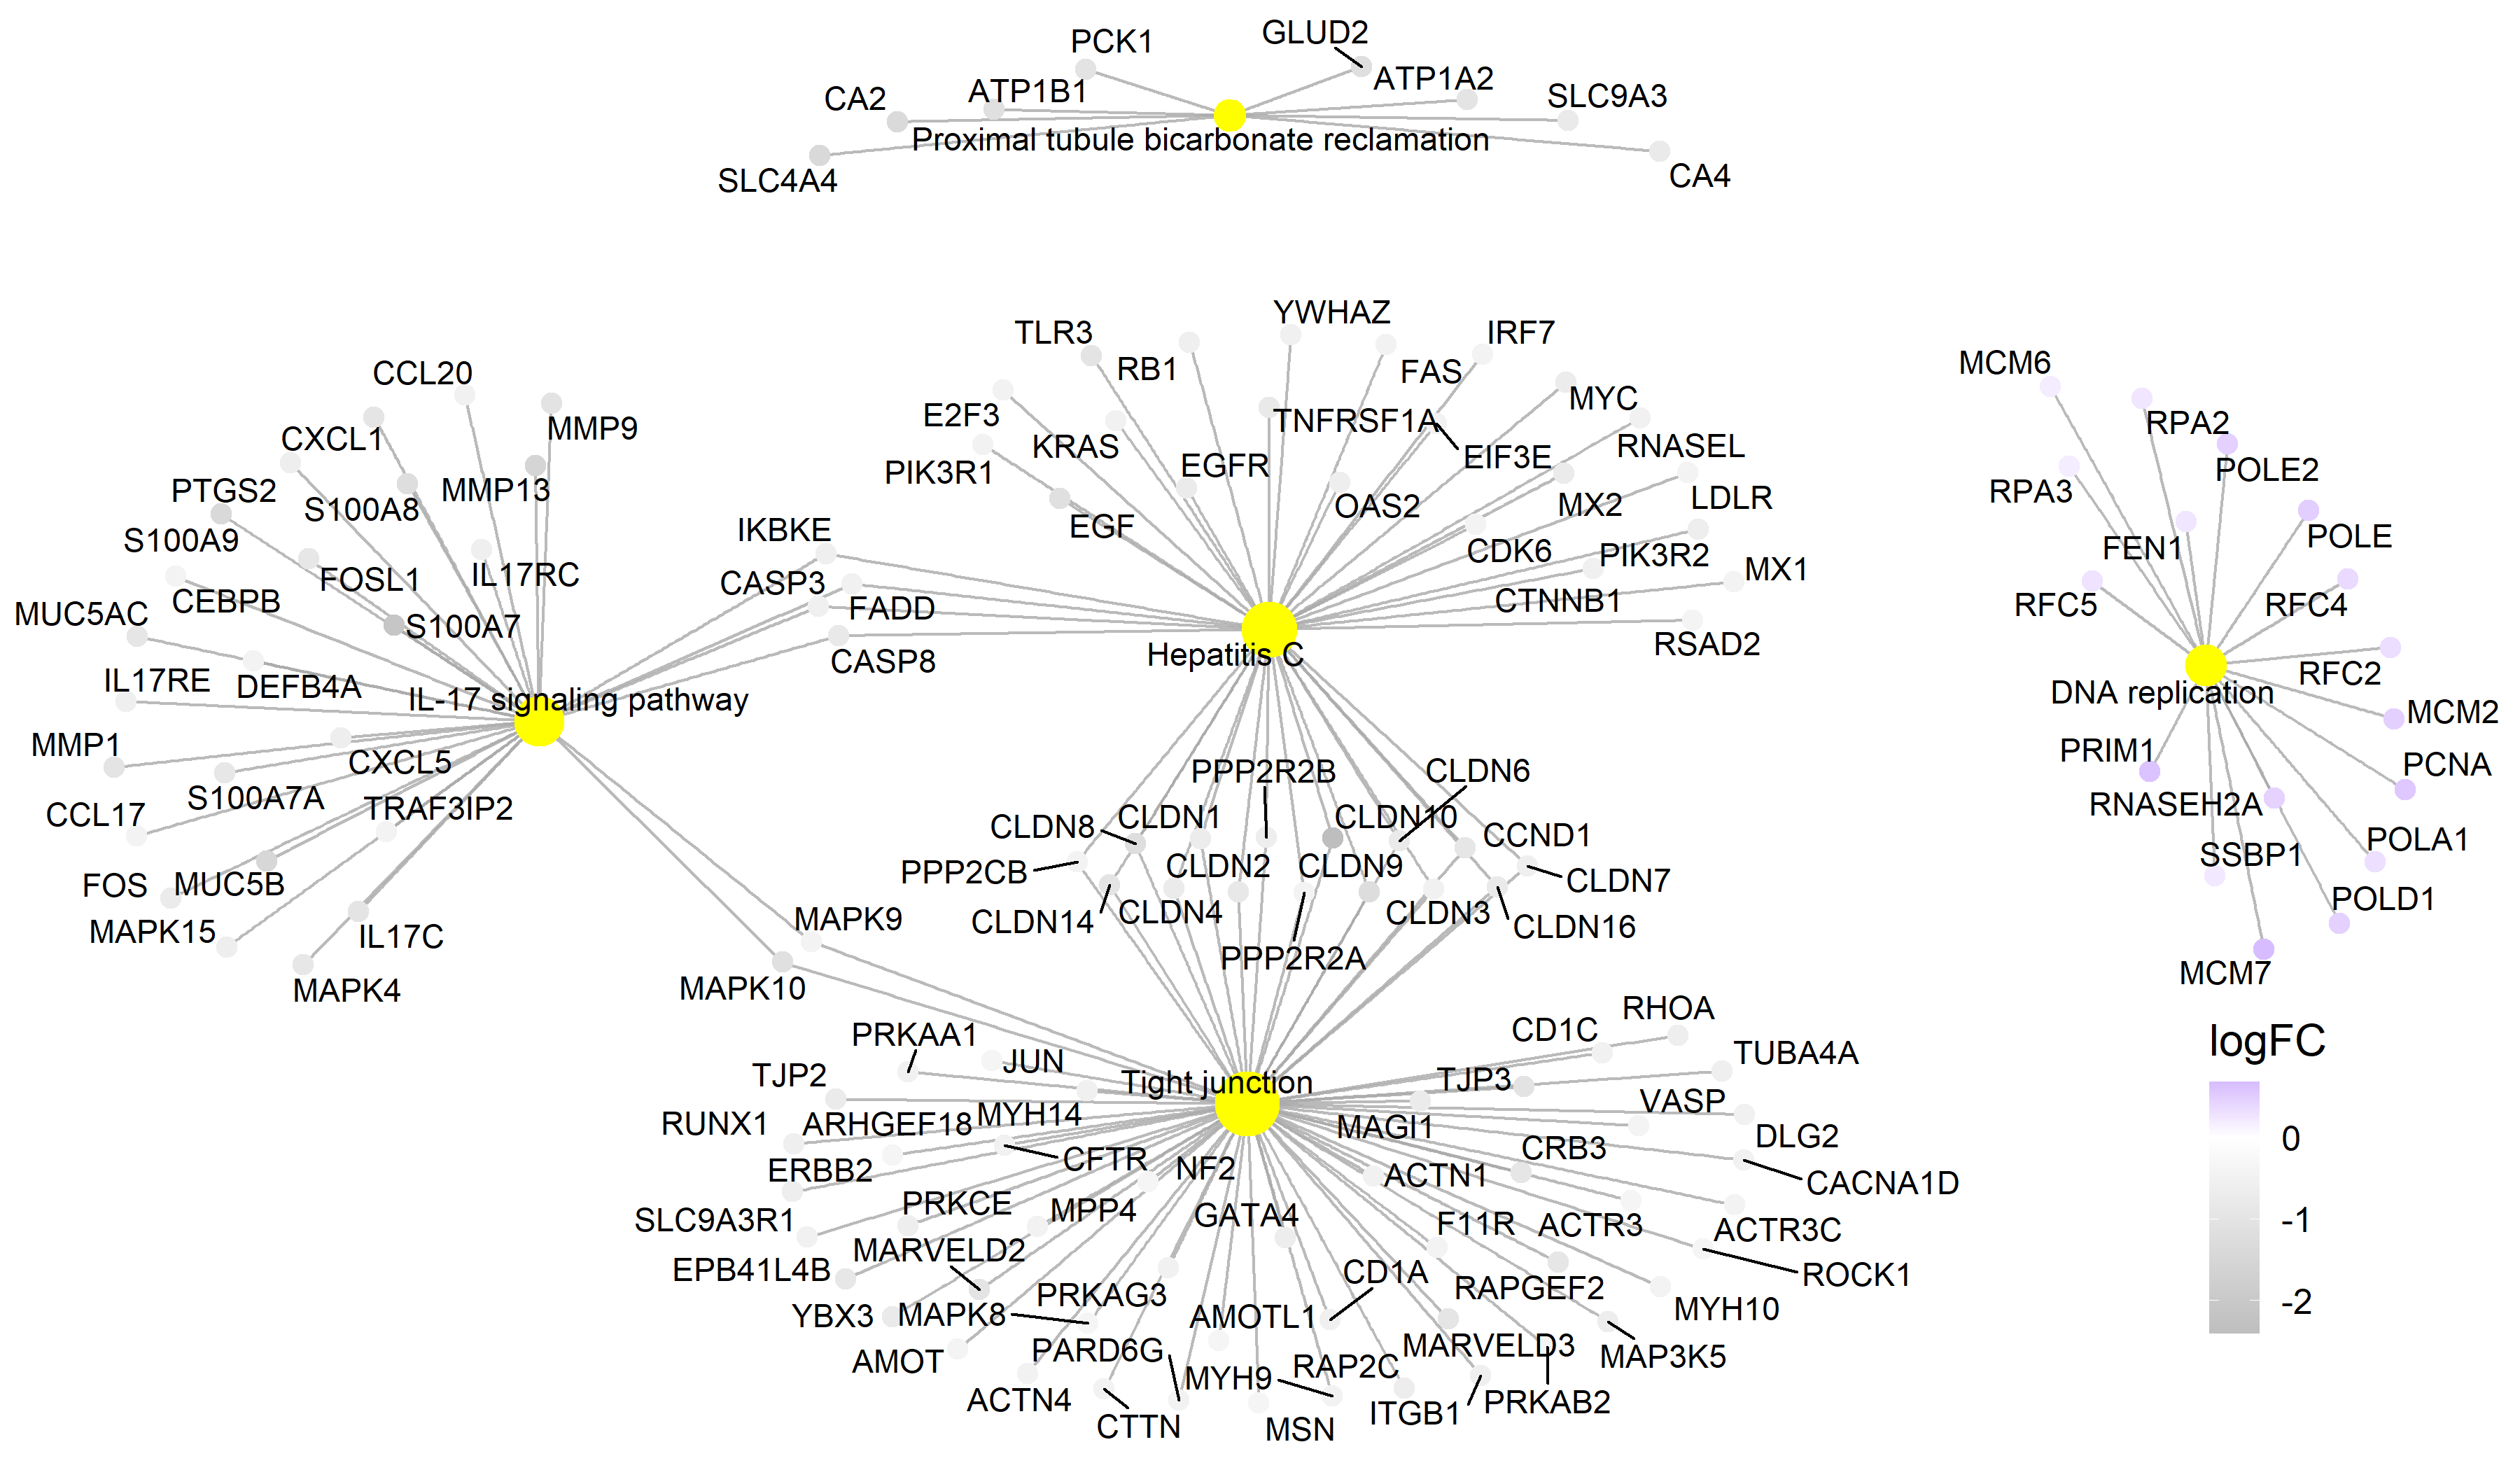 PCK1
GLUD2
CA2
ATP1B1
ATP1A2
SLC9A3
Proximal tubule bicarbonate reclamation
SLC4A4
CA4
YWHAZ
TLR3
RB1
IRF7
FAS
E2F3
KRAS
TNFRSF1A
MYC
PIK3R1
EGFR
EIF3E
RNASEL
EGF
OAS2
MX2
LDLR
IKBKE
CDK6
PIK3R2
CASP3
FADD
MX1
CTNNB1
CASP8
Hepatitis C
RSAD2
CCL20
CXCL1
MMP9
PTGS2
S100A8
MMP13
S100A9
FOSL1
IL17RC
CEBPB
MUC5AC
S100A7
IL17RE
DEFB4A
IL-17 signaling pathway
MMP1
CXCL5
S100A7A
CCL17
TRAF3IP2
FOS
MUC5B
MAPK15
IL17C
MAPK4
MCM6
RPA2
RPA3
POLE2
FEN1
POLE
RFC5
RFC4
RFC2
DNA replication
MCM2
PRIM1
PCNA
RNASEH2A
SSBP1
POLA1
POLD1
MCM7
PPP2R2B
CLDN6
CLDN8
CLDN1
CLDN10
CCND1
PPP2CB
CLDN2
CLDN9
CLDN7
CLDN14
CLDN4
CLDN3
CLDN16
PPP2R2A
MAPK9
MAPK10
PRKAA1
JUN
CD1C
RHOA
TJP2
Tight junction
TJP3
TUBA4A
RUNX1
ARHGEF18
MYH14
MAGI1
VASP
DLG2
ERBB2
CFTR
NF2
ACTN1
CRB3
CACNA1D
SLC9A3R1
PRKCE
MPP4
GATA4
F11R
ACTR3
ACTR3C
EPB41L4B
MARVELD2
CD1A
RAPGEF2
ROCK1
YBX3
MAPK8
PRKAG3
AMOTL1
MYH10
AMOT
PARD6G
MARVELD3
MAP3K5
ACTN4
MYH9
RAP2C
CTTN
MSN
ITGB1
PRKAB2
logFC
0
-1
-2